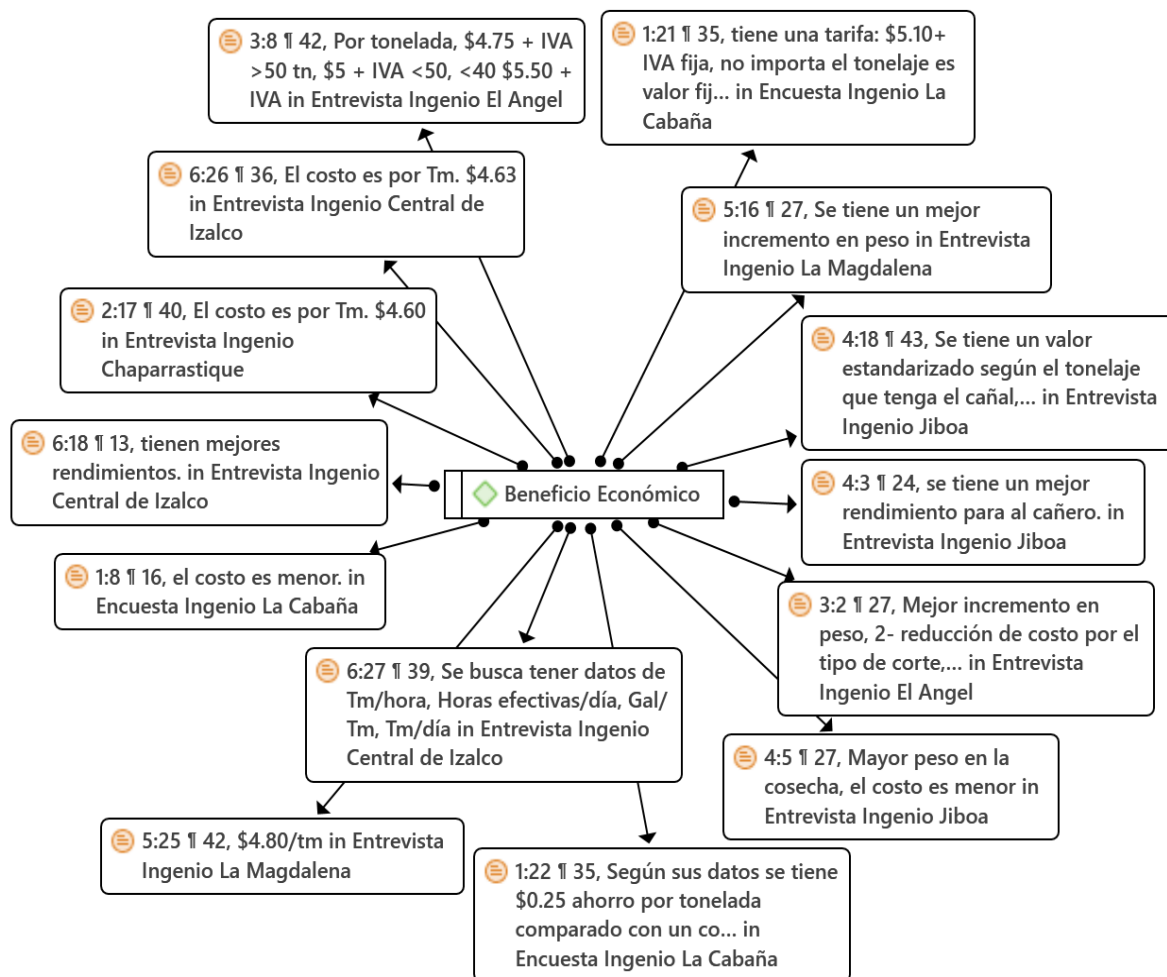 3:8 ¶ 42, Por tonelada, $4.75 + IVA
>50 tn, $5 + IVA <50, <40 $5.50 +
IVA in Entrevista Ingenio El Angel
1:21 ¶ 35, tiene una tarifa: $5.10+
IVA fija, no importa el tonelaje es
valor fij... in Encuesta Ingenio La
Cabaña
6:26 ¶ 36, El costo es por Tm. $4.63
in Entrevista Ingenio Central de
Izalco
5:16 ¶ 27, Se tiene un mejor
incremento en peso in Entrevista
Ingenio La Magdalena
2:17 ¶ 40, El costo es por Tm. $4.60
in Entrevista Ingenio
Chaparrastique
4:18 ¶ 43, Se tiene un valor
estandarizado según el tonelaje
que tenga el cañal,... in Entrevista
Ingenio Jiboa
6:18 ¶ 13, tienen mejores
rendimientos. in Entrevista Ingenio
Central de Izalco
Beneficio Económico
4:3 ¶ 24, se tiene un mejor
rendimiento para al cañero. in
Entrevista Ingenio Jiboa
1:8 ¶ 16, el costo es menor. in
Encuesta Ingenio La Cabaña
3:2 ¶ 27, Mejor incremento en
peso, 2- reducción de costo por el
tipo de corte,... in Entrevista
Ingenio El Angel
6:27 ¶ 39, Se busca tener datos de
Tm/hora, Horas efectivas/día, Gal/
Tm, Tm/día in Entrevista Ingenio
Central de Izalco
4:5 ¶ 27, Mayor peso en la
cosecha, el costo es menor in
Entrevista Ingenio Jiboa
5:25 ¶ 42, $4.80/tm in Entrevista
Ingenio La Magdalena
1:22 ¶ 35, Según sus datos se tiene
$0.25 ahorro por tonelada
comparado con un co... in
Encuesta Ingenio La Cabaña